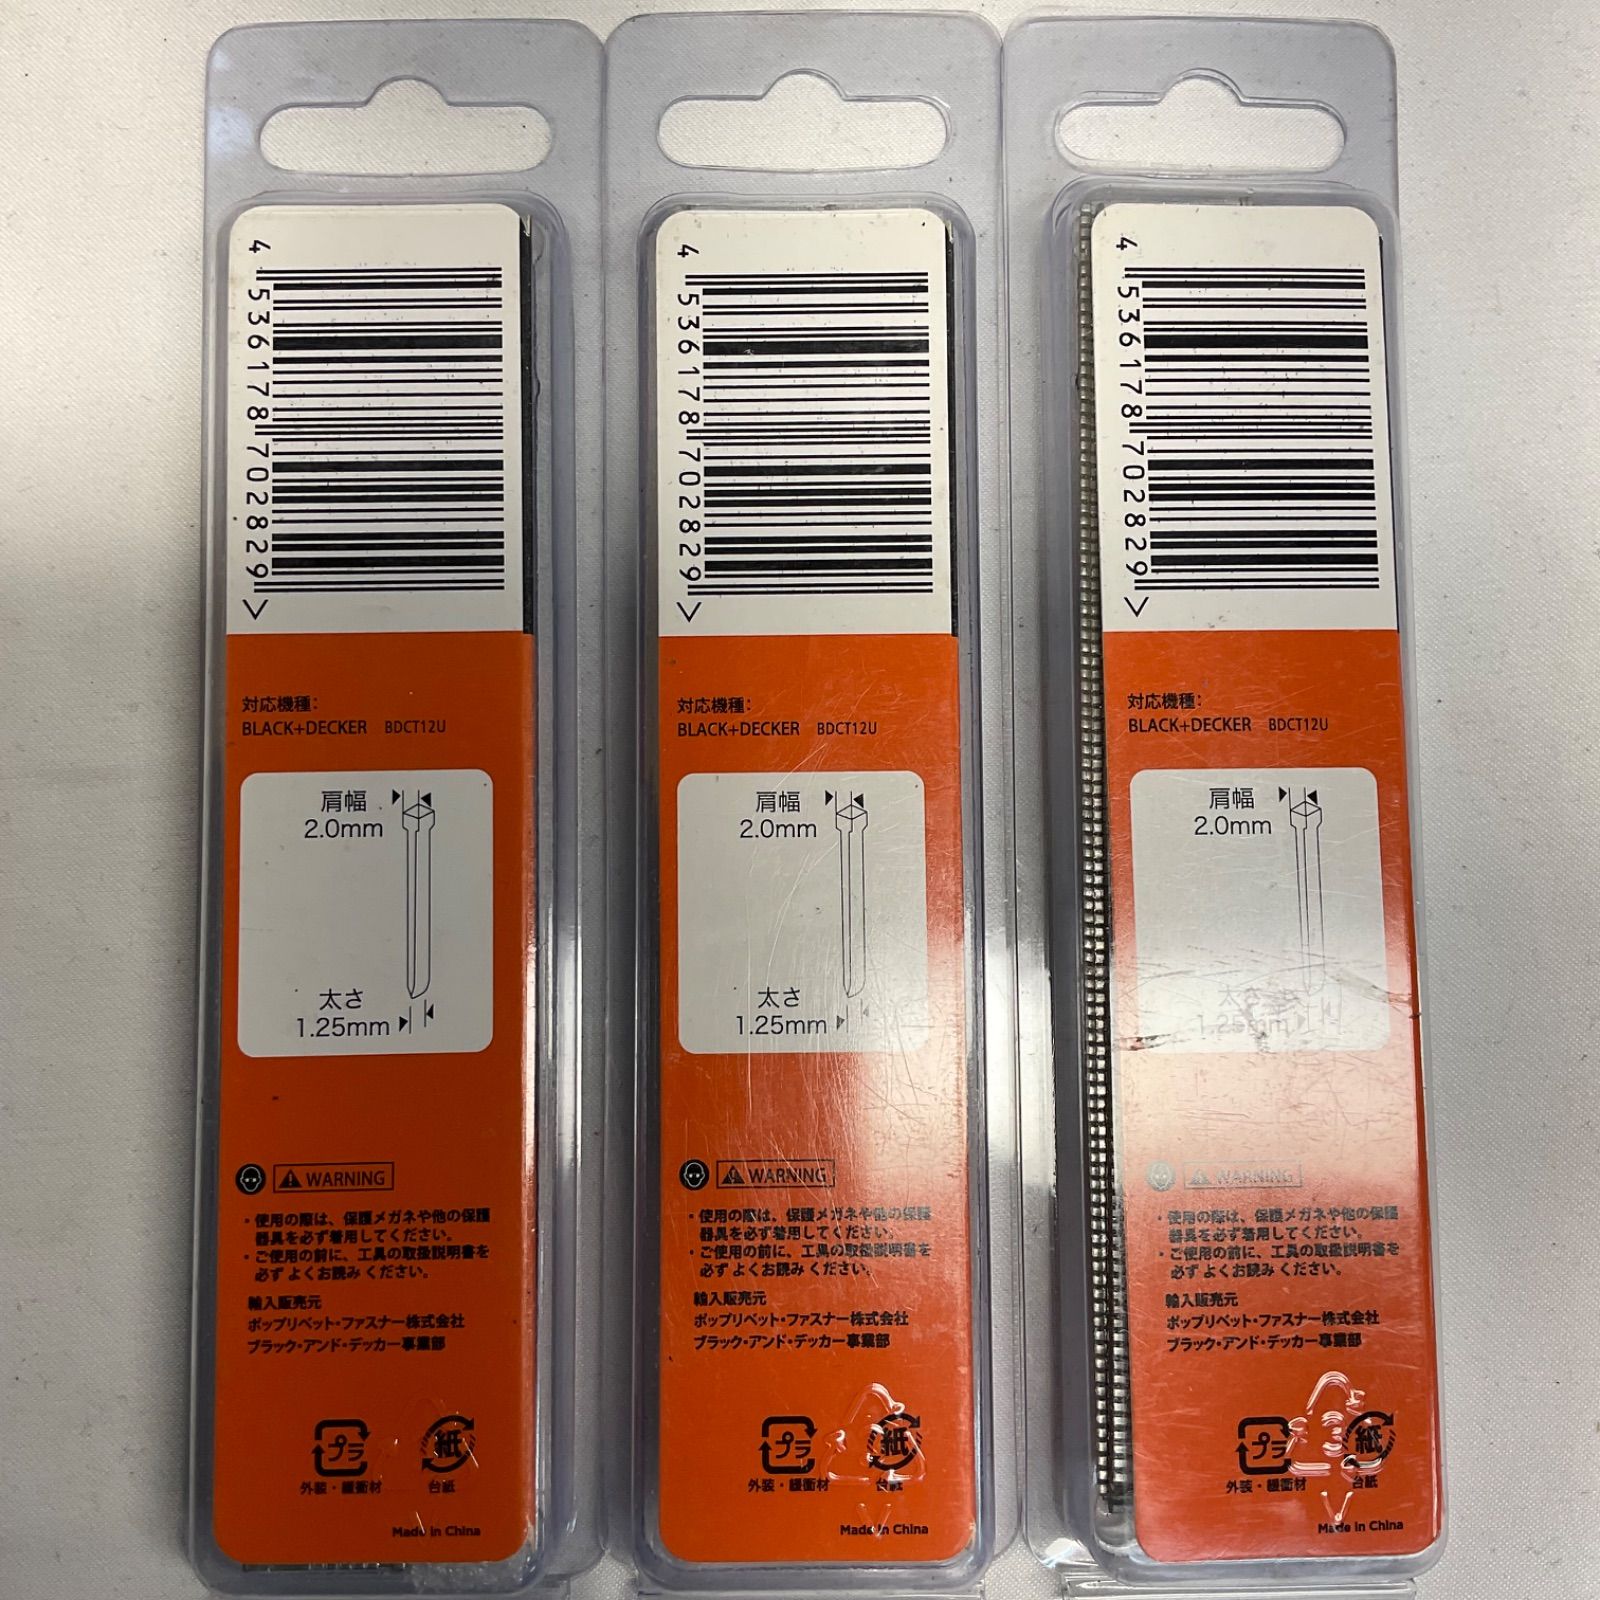 4 536178 702829 >
対応機種:
BLACK+DECKER BDCT12U
肩幅
2.0mm
太さ
1.25mm
WARNING
・使用の際は、保護メガネや他の保護
器具を必ず着用してください。
・ご使用の前に、工具の取扱説明書を
必ず よくお読み ください。
輸入販売元
ポップリベット・ファスナー株式会社
ブラック・アンド・デッカー事業部
プラ
外装・緩衝材
紙
台紙
Made in China
4 536178 702829 >
対応機種:
BLACK+DECKER BDCT12U
肩幅
2.0mm
太さ
1.25mm
WARNING
・使用の際は、保護メガネや他の保護
器具を必ず着用してください。
・ご使用の前に、工具の取扱説明書を
必ず よくお読み ください。
輸入販売元
ポップリベット・ファスナー株式会社
ブラック・アンド・デッカー事業部
プラ
外装・緩衝材
紙
台紙
Made in China
4 536178 702829 >
対応機種:
BLACK+DECKER BDCT12U
肩幅
2.0mm
太さ
1.25mm
WARNING
・使用の際は、保護メガネや他の保護
器具を必ず着用してください。
・ご使用の前に、工具の取扱説明書を
必ず よくお読み ください。
輸入販売元
ポップリベット・ファスナー株式会社
ブラック・アンド・デッカー事業部
プラ
外装・緩衝材
紙
台紙
Made in China